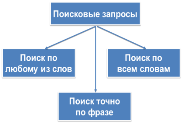 Поисковые запросы
Поиск по
любому из слов
Поиск по
всем словам
Поиск точно
по фразе